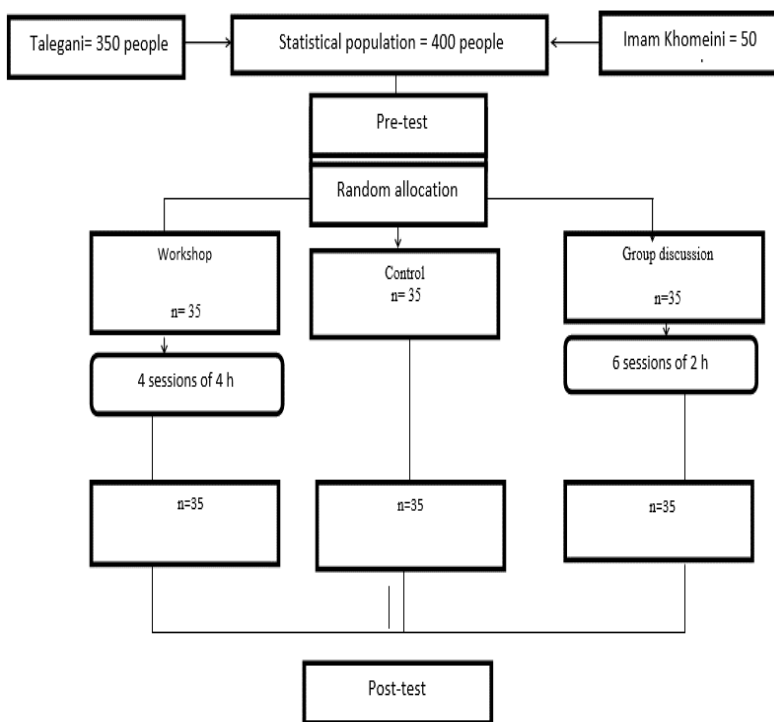 Talegani= 350 people
Statistical population = 400 people
Imam Khomeini = 50
.
Pre-test
Random allocation
Workshop
n= 35
Control
n= 35
Group discussion
n=35
4 sessions of 4 h
6 sessions of 2 h
n=35
n=35
n=35
Post-test